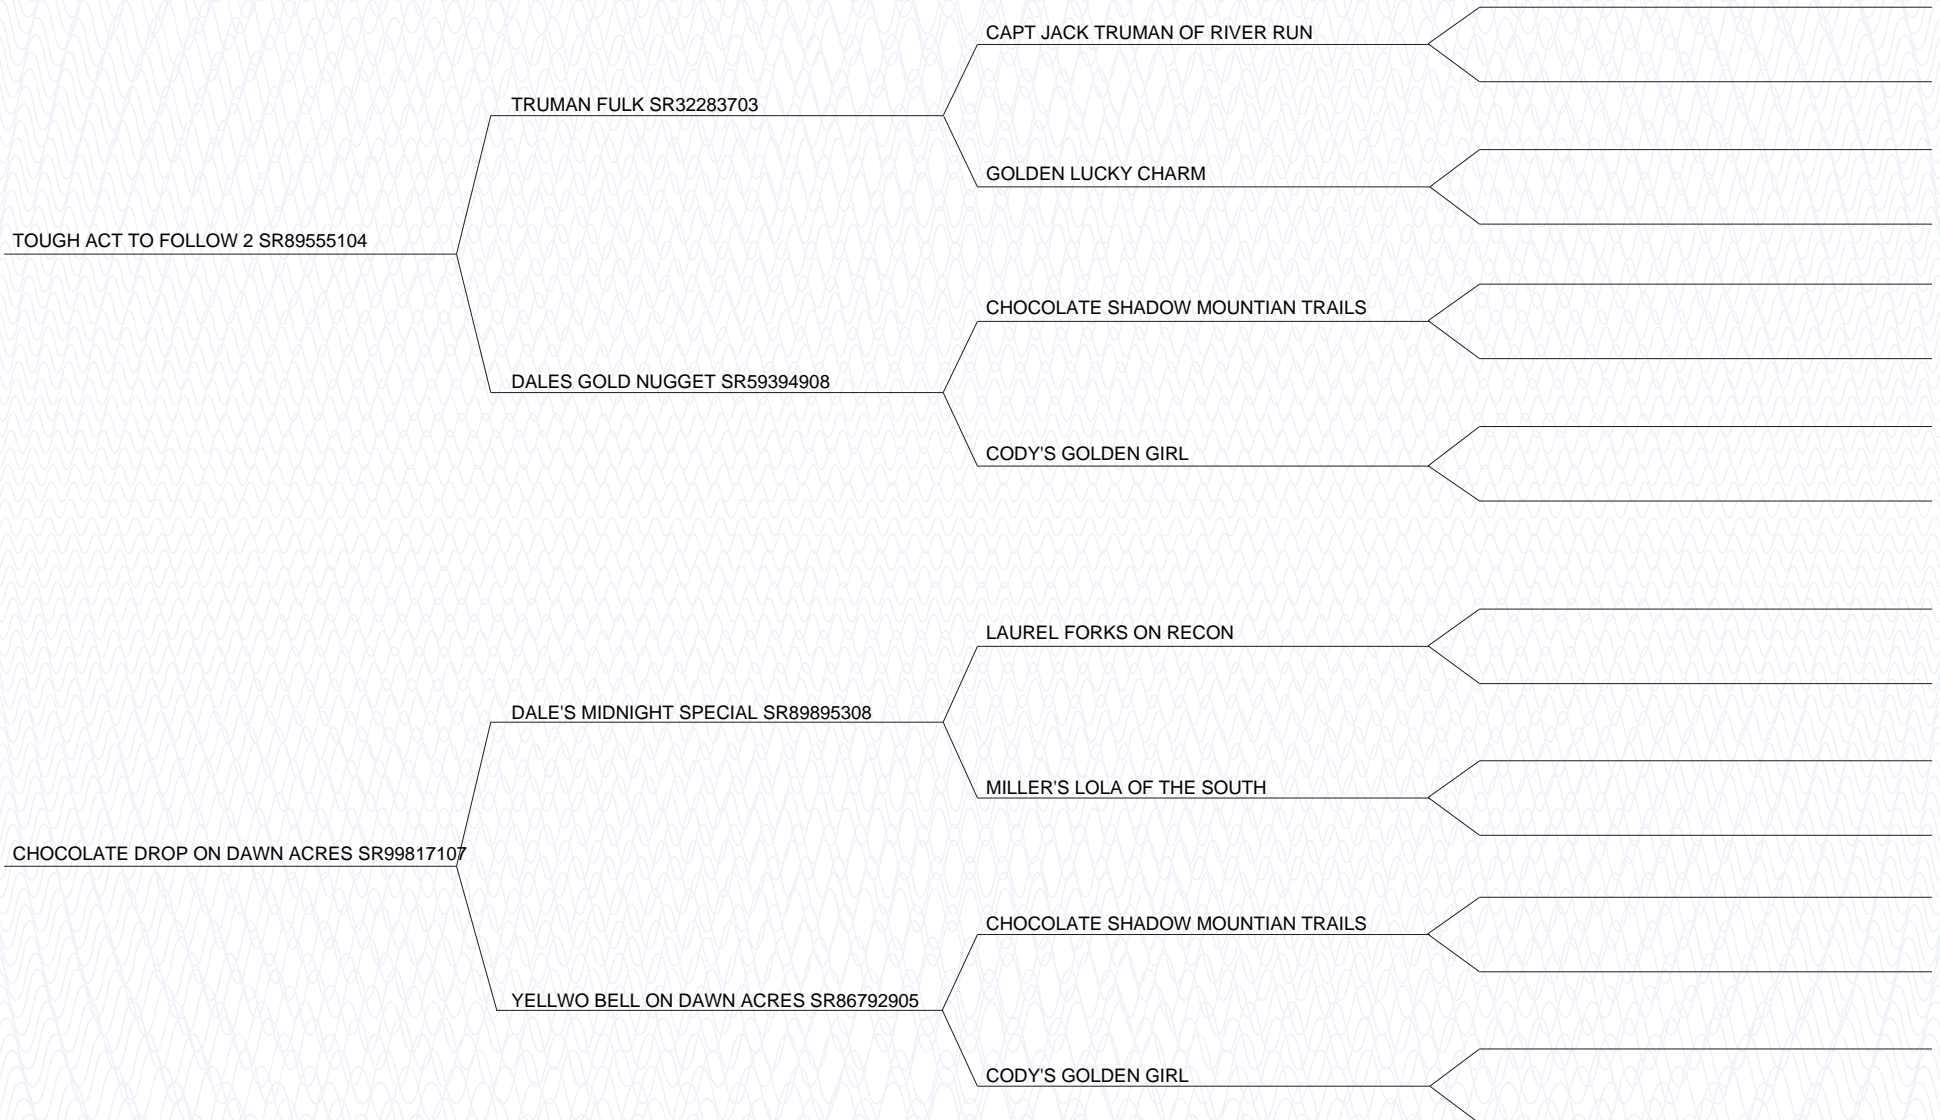 CAPT JACK TRUMAN OF RIVER RUN
TRUMAN FULK SR32283703
GOLDEN LUCKY CHARM
TOUGH ACT TO FOLLOW 2 SR89555104
CHOCOLATE SHADOW MOUNTIAN TRAILS
DALES GOLD NUGGET SR59394908
CODY'S GOLDEN GIRL
LAUREL FORKS ON RECON
DALE'S MIDNIGHT SPECIAL SR89895308
MILLER'S LOLA OF THE SOUTH
CHOCOLATE DROP ON DAWN ACRES SR99817107
CHOCOLATE SHADOW MOUNTIAN TRAILS
YELLWO BELL ON DAWN ACRES SR86792905
CODY'S GOLDEN GIRL